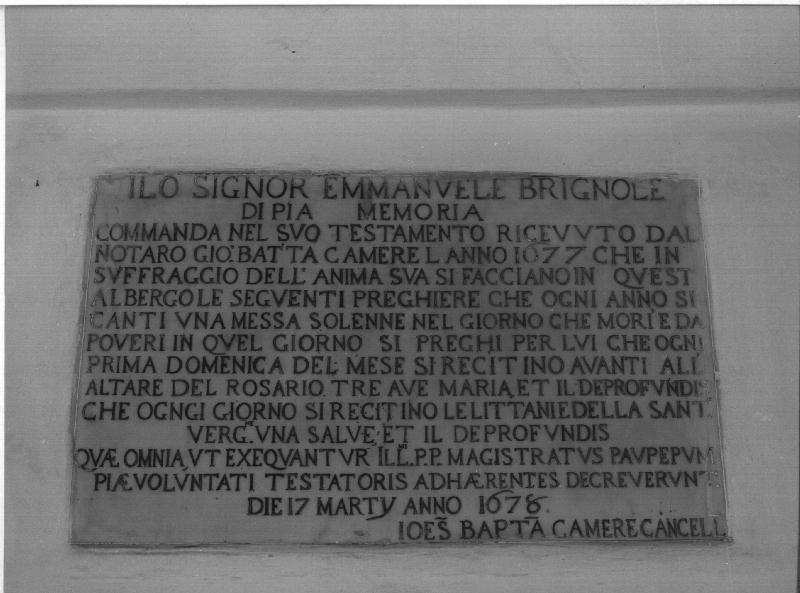 ILO SIGNOR EMMANVELE BRIGNOLE
DI PIA MEMORIA
COMMANDA NEL SVO TESTAMENTO RICEVVTO DAL
NOTARO GIO: BATTA CAMERE L ANNO 1677 CHE IN
SVFFRAGGIO DELL' ANIMA SVA SI FACCIANO IN QVEST
ALBERGO LE SEGVENTI PREGHIERE CHE OGNI ANNO SI
CANTI VNA MESSA SOLENNE NEL GIORNO CHE MORI E DA
POVERI IN QVEL GIORNO SI PREGHI PER LVI CHE OGNI
PRIMA DOMENICA DEL MESE SI RECITINO AVANTI ALL
ALTARE DEL ROSARIO TRE AVE MARIA ET IL DEPROFVNDIS
CHE OGNGI GIORNO SI RECITINO LE LITTANIE DELLA SANT
VERG. VNA SALVE ET IL DEPROFVNDIS
QVÆ OMNIA VT EXEQVANTVR ILL. P.P. MAGISTRATVS PAVPEPVM
PIÆ VOLVNTATI TESTATORIS ADHÆRENTES DECREVERVNT
DIE 17 MARTY ANNO 1678.
IOES BAPTA CAMERE CANCELL.